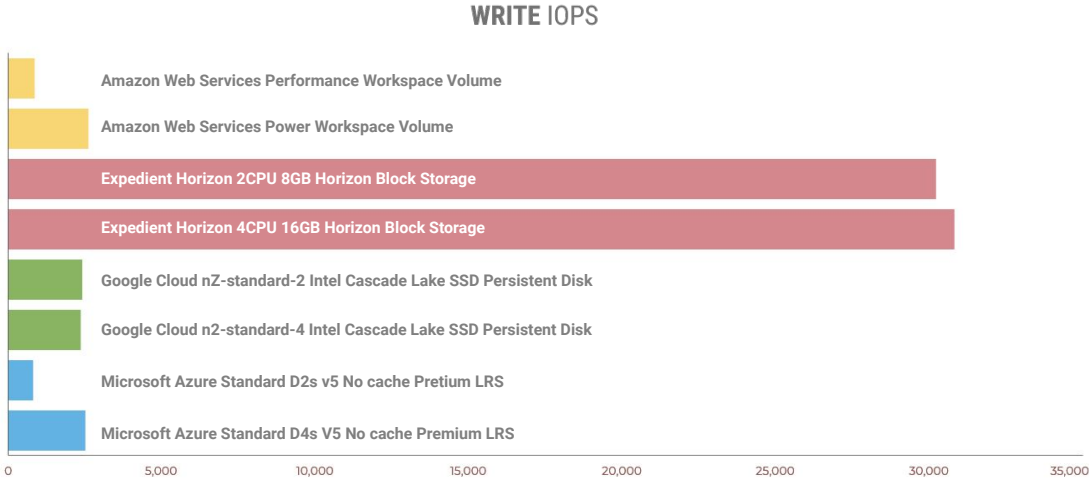 WRITE IOPS
Amazon Web Services Performance Workspace Volume
Amazon Web Services Power Workspace Volume
Expedient Horizon 2CPU 8GB Horizon Block Storage
Expedient Horizon 4CPU 16GB Horizon Block Storage
Google Cloud nZ-standard-2 Intel Cascade Lake SSD Persistent Disk
Google Cloud n2-standard-4 Intel Cascade Lake SSD Persistent Disk
Microsoft Azure Standard D2s v5 No cache Pretium LRS
Microsoft Azure Standard D4s V5 No cache Premium LRS
0 5,000 10,000 15,000 20,000 25,000 30,000 35,000